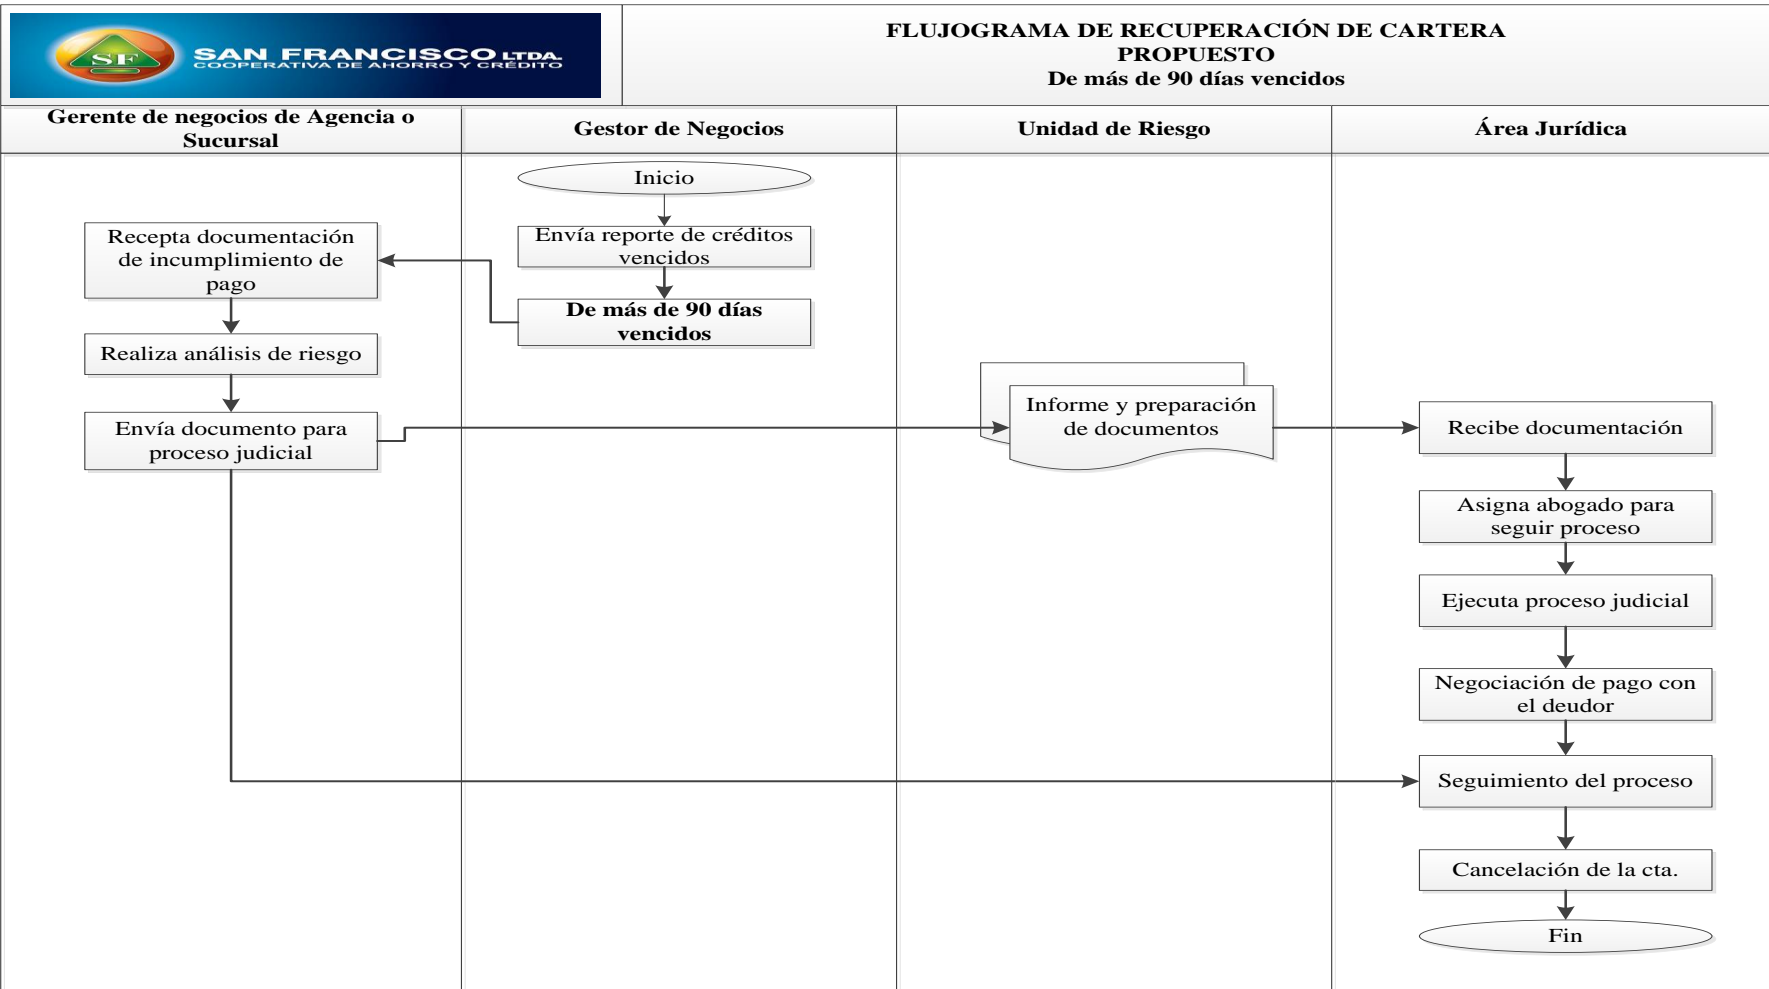 SF
SAN FRANCISCO LTDA.
COOPERATIVA DE AHORRO Y CRÉDITO
FLUJOGRAMA DE RECUPERACIÓN DE CARTERA
PROPUESTO
De más de 90 días vencidos
Gerente de negocios de Agencia o
Sucursal
Gestor de Negocios
Unidad de Riesgo
Área Jurídica
Inicio
Envía reporte de créditos
vencidos
De más de 90 días
vencidos
Recepta documentación
de incumplimiento de
pago
Realiza análisis de riesgo
Envía documento para
proceso judicial
Informe y preparación
de documentos
Recibe documentación
Asigna abogado para
seguir proceso
Ejecuta proceso judicial
Negociación de pago con
el deudor
Seguimiento del proceso
Cancelación de la cta.
Fin